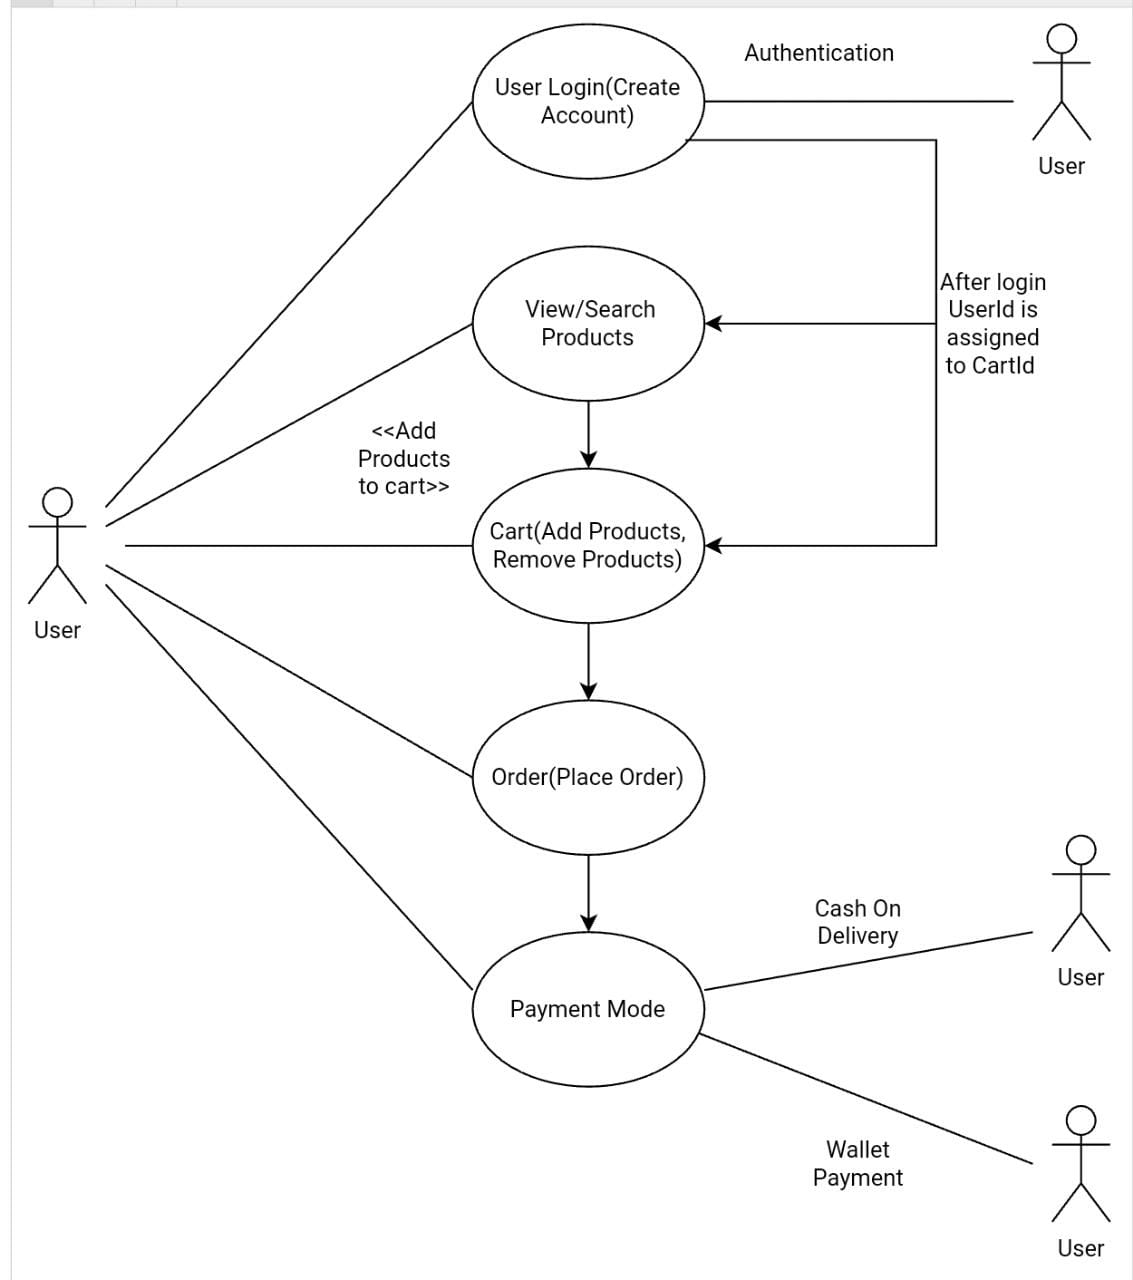 User Login(Create
Account)
Authentication
User
View/Search
Products
After login
UserId is
assigned
to CartId
<<Add
Products
to cart>>
Cart(Add Products,
Remove Products)
User
Order(Place Order)
Cash On
Delivery
User
Payment Mode
Wallet
Payment
User